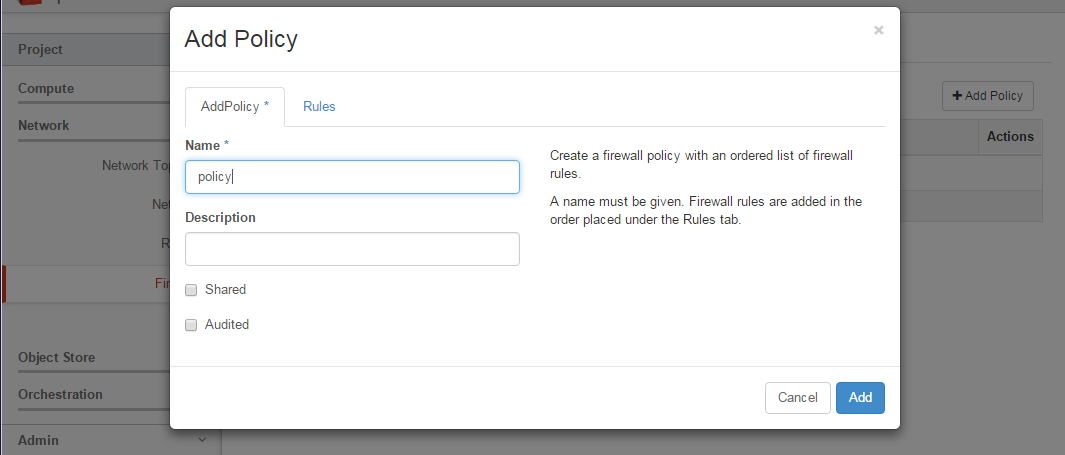 Add Policy
×
Project
Compute
Network
Network Top
Net
R
Fir
Object Store
Orchestration
Admin
AddPolicy *
Rules
Name *
policy
Description
Shared
Audited
Create a firewall policy with an ordered list of firewall
rules.
A name must be given. Firewall rules are added in the
order placed under the Rules tab.
Cancel
Add
+ Add Policy
Actions